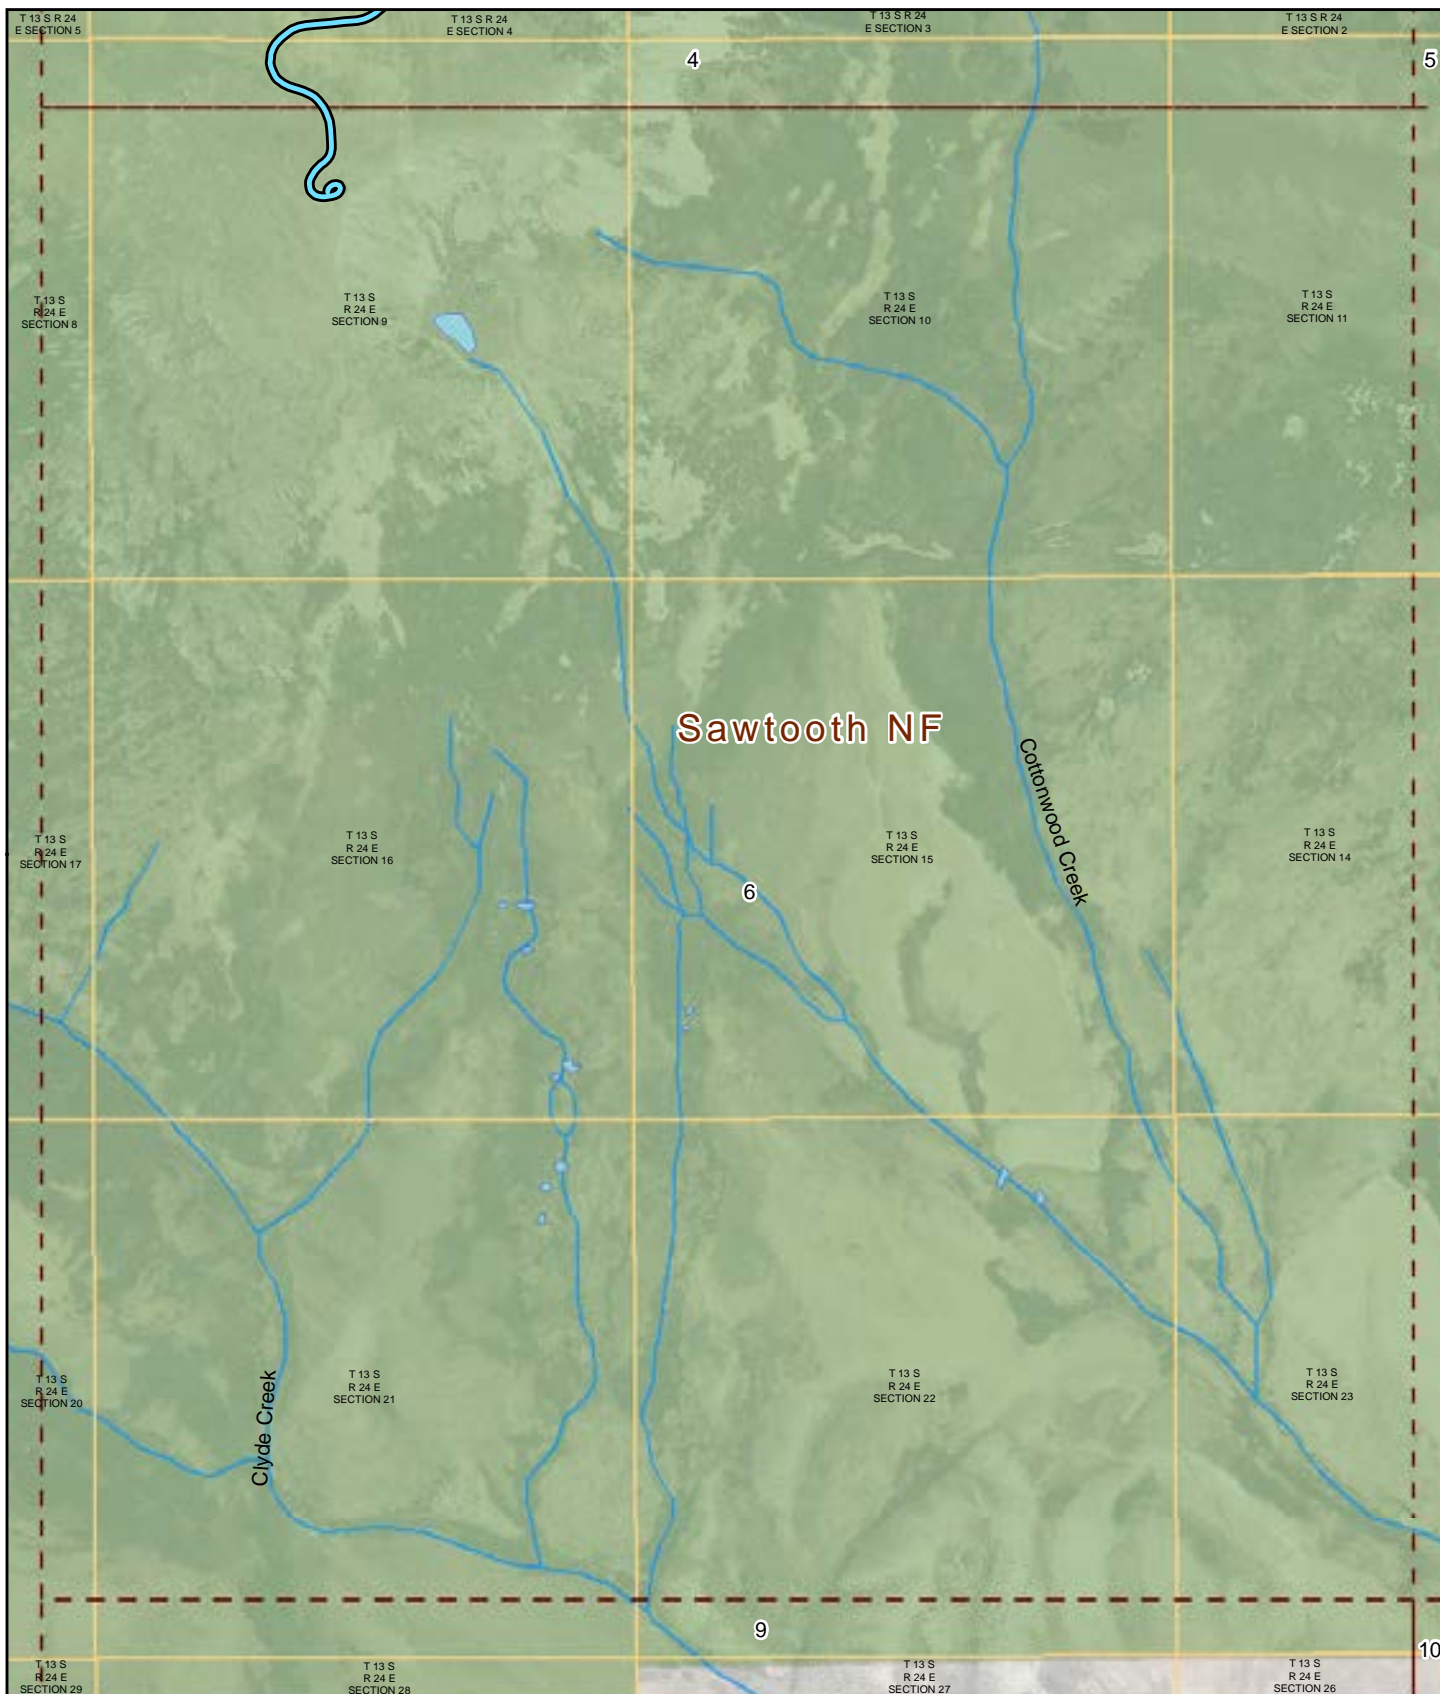 T 13 S R 24
E SECTION 5
T 13 S R 24
E SECTION 4
T 13 S R 24
E SECTION 3
T 13 S R 24
E SECTION 2
4
5
T 13 S
R 24 E
SECTION 8
T 13 S
R 24 E
SECTION 9
T 13 S
R 24 E
SECTION 10
T 13 S
R 24 E
SECTION 11
Sawtooth NF
Cottonwood Creek
T 13 S
R 24 E
SECTION 17
T 13 S
R 24 E
SECTION 16
T 13 S
R 24 E
SECTION 15
T 13 S
R 24 E
SECTION 14
6
T 13 S
R 24 E
SECTION 20
Clyde Creek
T 13 S
R 24 E
SECTION 21
T 13 S
R 24 E
SECTION 22
T 13 S
R 24 E
SECTION 23
9
10
T 13 S
R 24 E
SECTION 29
T 13 S
R 24 E
SECTION 28
T 13 S
R 24 E
SECTION 27
T 13 S
R 24 E
SECTION 26